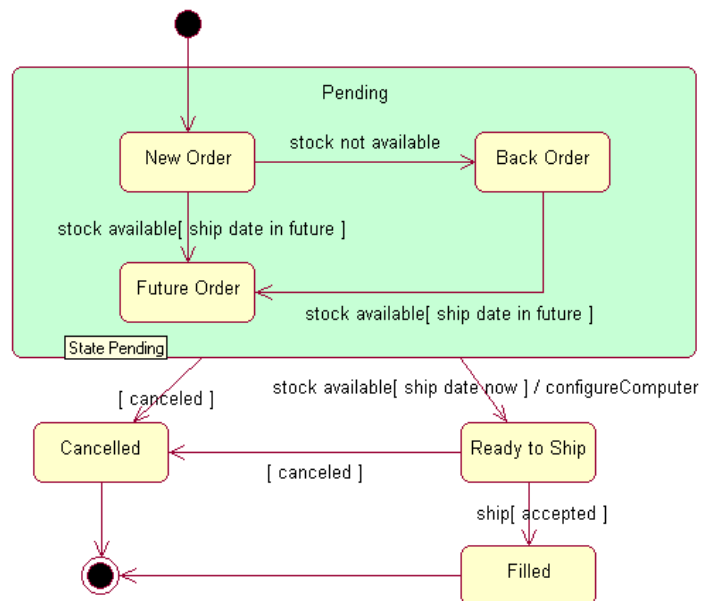 Pending
New Order
stock not available
Back Order
stock available[ ship date in future ]
Future Order
stock available[ ship date in future ]
State Pending
[ canceled ]
stock available[ ship date now ] / configureComputer
Cancelled
Ready to Ship
[ canceled ]
ship[ accepted ]
Filled